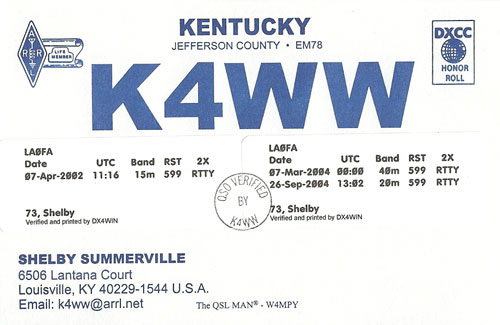 KENTUCKY
JEFFERSON COUNTY • EM78
A
R R
L
LIFE
MEMBER
DXCC
HONOR
ROLL
K4WW
LAØFA
Date UTC Band RST 2X
07-Apr-2002 11:16 15m 599 RTTY
73, Shelby
Verified and printed by DX4WIN
QSO VERIFIED
BY
K4WW
LAØFA
Date UTC Band RST 2X
07-Mar-2004 00:00 40m 599 RTTY
26-Sep-2004 13:02 20m 599 RTTY
73, Shelby
Verified and printed by DX4WIN
SHELBY SUMMERVILLE
6506 Lantana Court
Louisville, KY 40229-1544 U.S.A.
Email: k4ww@arrl.net
The QSL MAN® - W4MPY